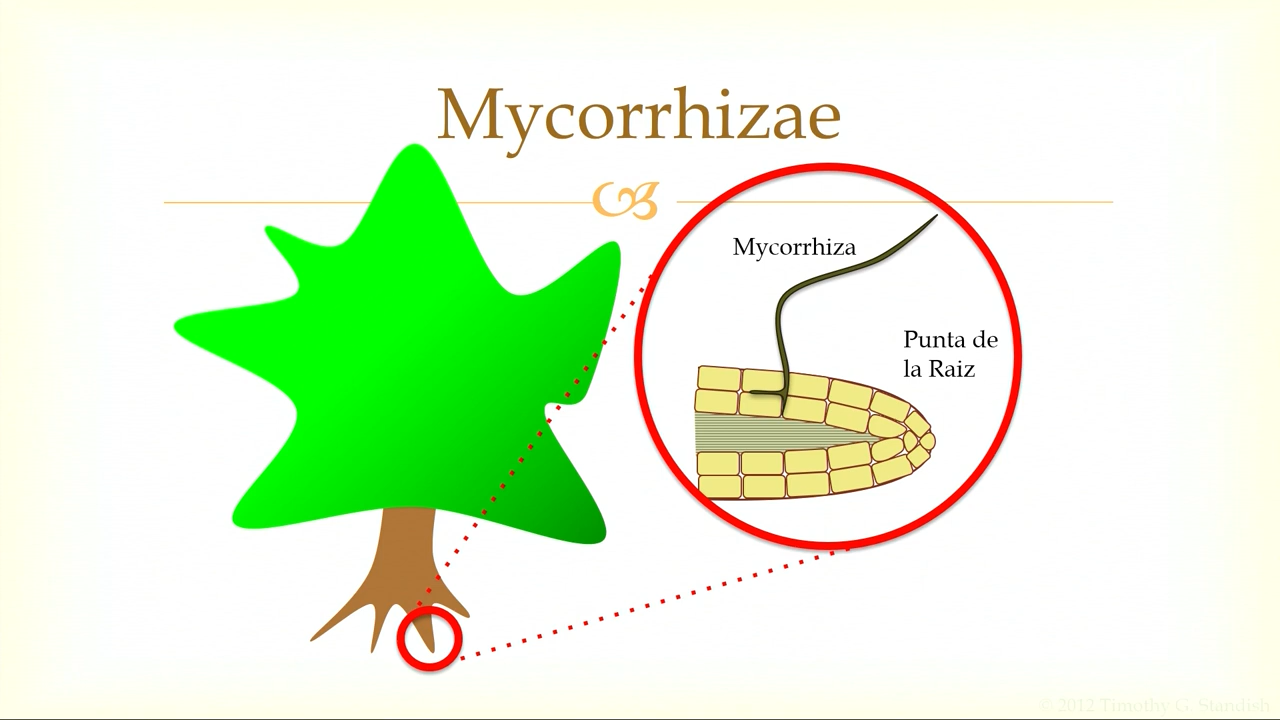 Mycorrhizae
Mycorrhiza
Punta de
la Raiz
© 2012 Timothy G. Standish